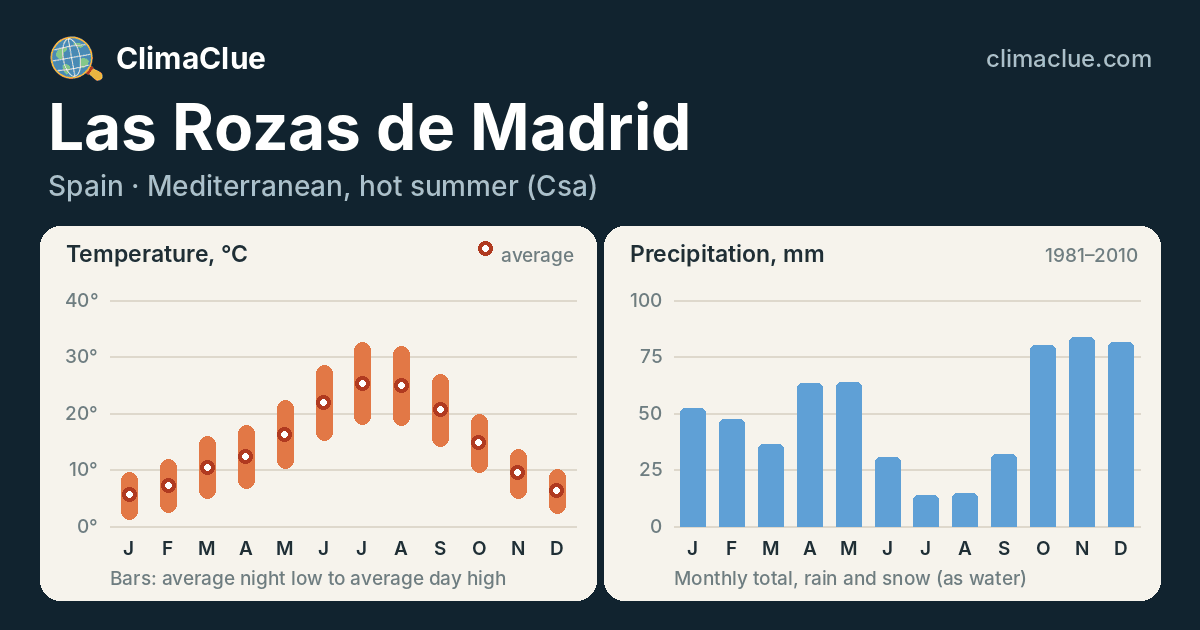 ClimaClue
climaclue.com
Las Rozas de Madrid
Spain · Mediterranean, hot summer (Csa)
Temperature, °C
average
40°
30°
20°
10°
0°
J F M A M J J A S O N D
Bars: average night low to average day high
Precipitation, mm
1981–2010
100
75
50
25
0
J F M A M J J A S O N D
Monthly total, rain and snow (as water)